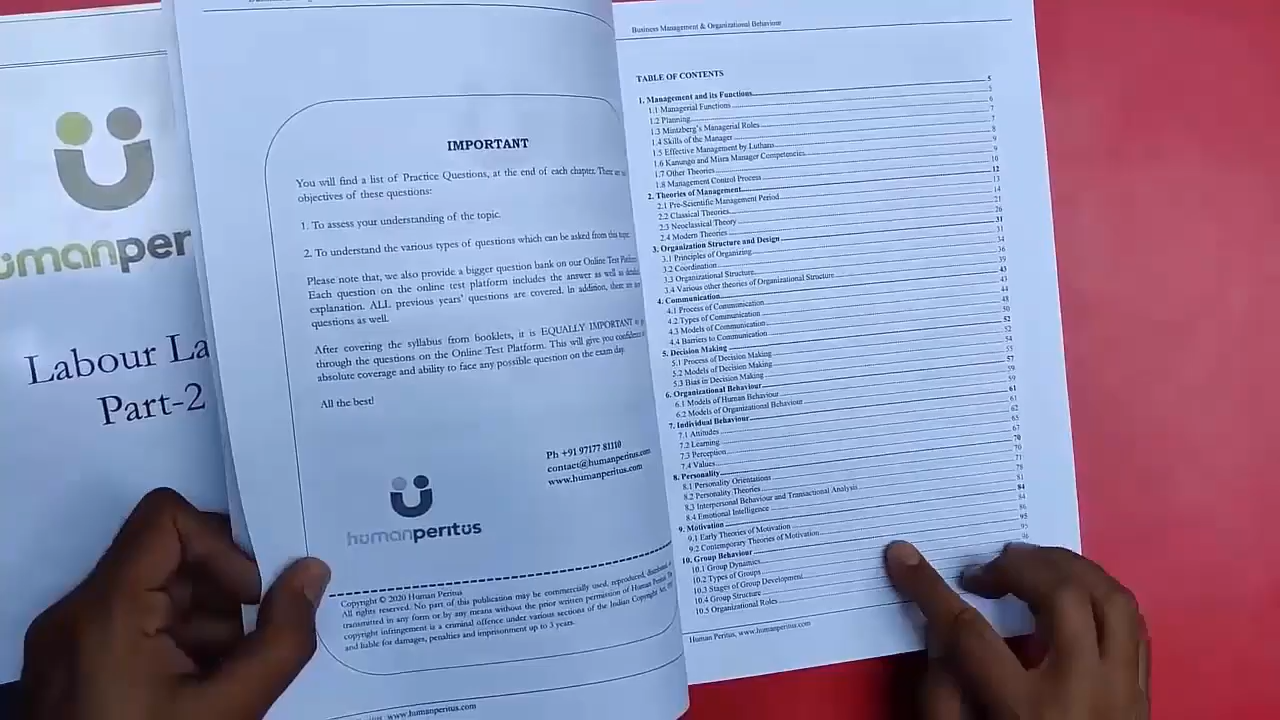 humanper
Labour La
Part-2
IMPORTANT
You will find a list of Practice Questions, at the end of each chapter. There
objectives of these questions:
1. To assess your understanding of the topic.
2. To understand the various types of questions which can be asked from this topic
Please note that, we also provide a bigger question bank on our Online Test
Each question on the online test platform includes the answer as well as
explanation. ALL previous years' questions are covered. In addition, there
questions as well.
After covering the syllabus from booklets, it is EQUALLY IMPORTANT
through the questions on the Online Test Platform. This will give you confidence
absolute coverage and ability to face any possible question on the exam day.
All the best!
Ph +91 97177 81110
contact@humanperitus.com
www.humanperitus.com
humanperitus
Copyright © 2020 Human Peritus
All rights reserved. No part of this publication may be commercially used, reproduced,
transmitted in any form or by any means without the prior written permission of Human
copyright infringement is a criminal offence under various sections of the Indian Copyright
and liable for damages, penalties and imprisonment up to 3 years.
www.humanperitus.com
Business Management & Organizational Behaviour
TABLE OF CONTENTS
1. Management and its Functions
1.1 Managerial Functions
1.2 Planning
1.3 Mintzberg's Managerial Roles
1.4 Skills of the Manager
1.5 Effective Management by Luthans
1.6 Kanungo and Misra Manager Competencies
1.7 Other Theories
1.8 Management Control Process
2. Theories of Management
2.1 Pre-Scientific Management Period
2.2 Classical Theories
2.3 Neoclassical Theory
2.4 Modern Theories
3. Organization Structure and Design
3.1 Principles of Organizing
3.2 Coordination
3.3 Organizational Structure
3.4 Various other theories of Organizational Structure
4. Communication
4.1 Process of Communication
4.2 Types of Communication
4.3 Models of Communication
4.4 Barriers to Communication
5. Decision Making
5.1 Process of Decision Making
5.2 Models of Decision Making
5.3 Bias in Decision Making
6. Organizational Behaviour
6.1 Models of Human Behaviour
6.2 Models of Organizational Behaviour
7. Individual Behaviour
7.1 Attitudes
7.2 Learning
7.3 Perception
7.4 Values
8. Personality
8.1 Personality Orientations
8.2 Personality Theories
8.3 Interpersonal Behaviour and Transactional Analysis
8.4 Emotional Intelligence
9. Motivation
9.1 Early Theories of Motivation
9.2 Contemporary Theories of Motivation
10. Group Behaviour
10.1 Group Dynamics
10.2 Types of Groups
10.3 Stages of Group Development
10.4 Group Structure
10.5 Organizational Roles
Human Peritus, www.humanperitus.com